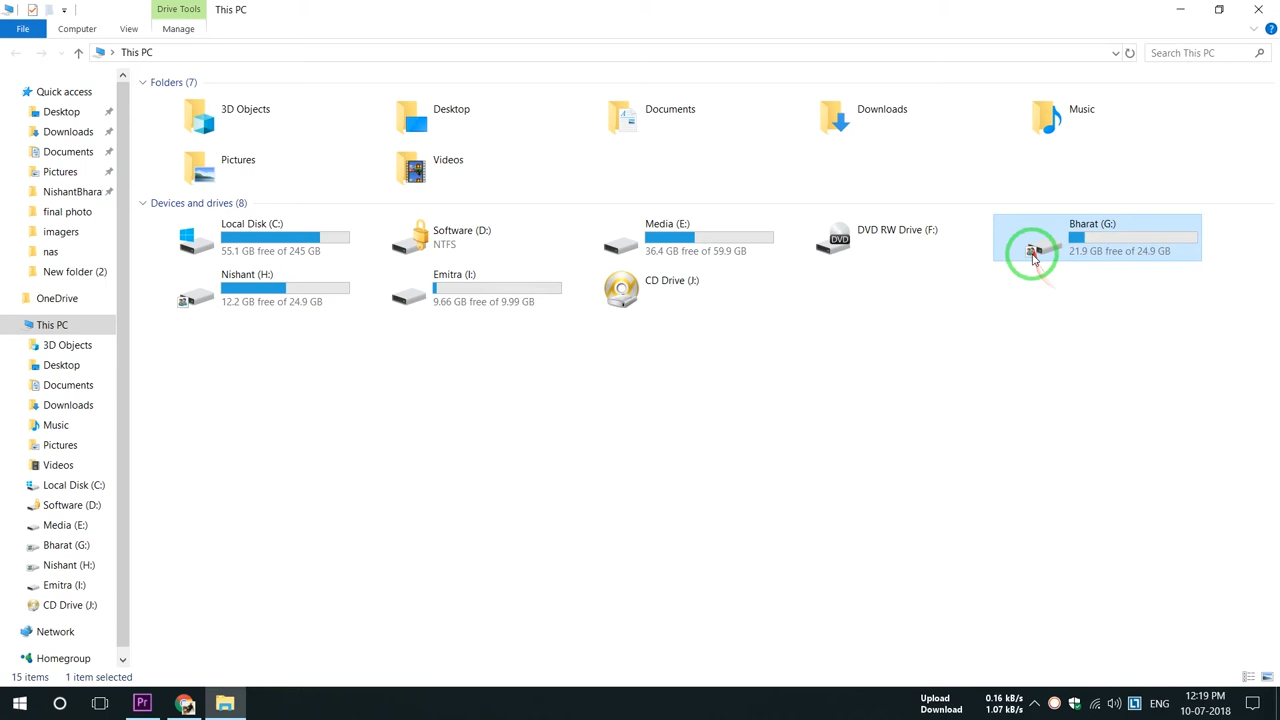 Drive Tools
This PC
File
Computer
View
Manage
This PC
Search This PC
Quick access
Desktop
Downloads
Documents
Pictures
NishantBhara
final photo
imagers
nas
New folder (2)
OneDrive
This PC
3D Objects
Desktop
Documents
Downloads
Music
Pictures
Videos
Local Disk (C:)
Software (D:)
Media (E:)
Bharat (G:)
Nishant (H:)
Emitra (I:)
CD Drive (J:)
Network
Homegroup
Folders (7)
3D Objects
Desktop
Documents
Downloads
Music
Pictures
Videos
Devices and drives (8)
Local Disk (C:)
55.1 GB free of 245 GB
Software (D:)
NTFS
Media (E:)
36.4 GB free of 59.9 GB
DVD RW Drive (F:)
DVD
Bharat (G:)
21.9 GB free of 24.9 GB
Nishant (H:)
12.2 GB free of 24.9 GB
Emitra (I:)
9.66 GB free of 9.99 GB
CD Drive (J:)
15 items
1 item selected
Pr
Upload 0.16 kB/s
Download 1.07 kB/s
ENG
12:19 PM
10-07-2018